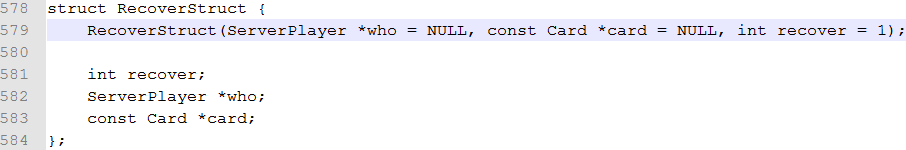 578 struct RecoverStruct {
579     RecoverStruct(ServerPlayer *who = NULL, const Card *card = NULL, int recover = 1);
580
581     int recover;
582     ServerPlayer *who;
583     const Card *card;
584 };